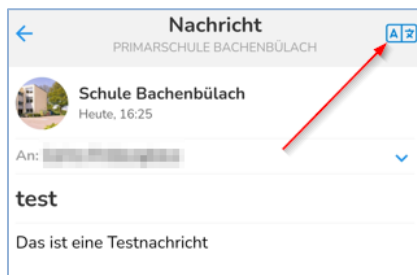 Nachricht
PRIMARSCHULE BACHENBÜLACH
A
Schule Bachenbülach
Heute, 16:25
An:
test
Das ist eine Testnachricht